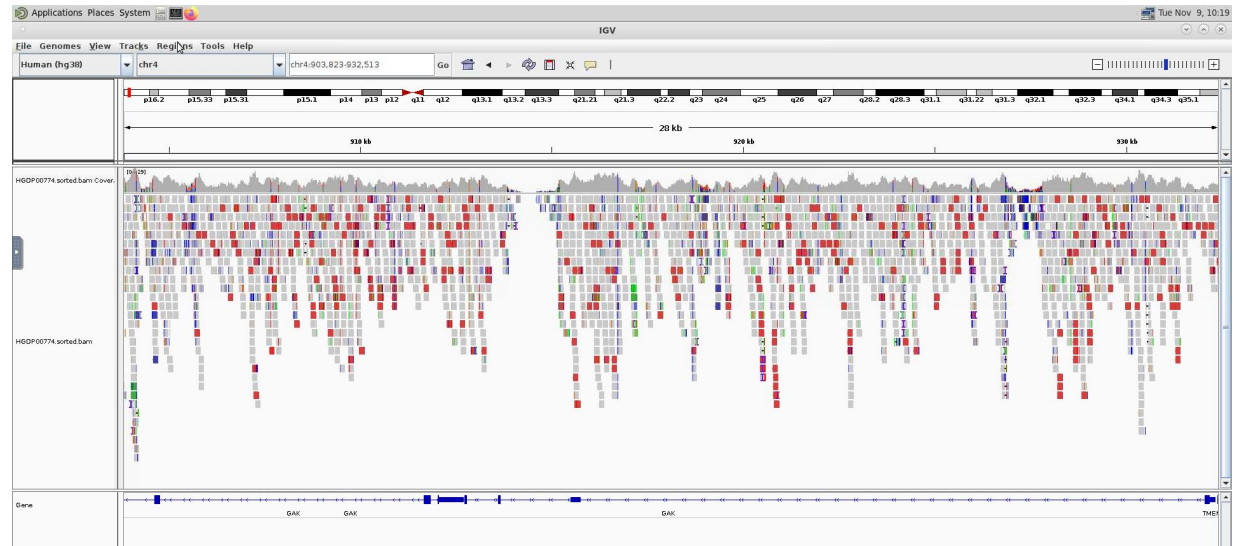 Applications Places System Tue Nov 9, 10:19
IGV
File Genomes View Tracks Regions Tools Help
Human (hg38) chr4 chr4:903,823-932,513 Go
p16.2 p15.33 p15.31 p15.1 p14 p13 p12 q11 q12 q13.1 q13.2 q13.3 q21.21 q21.3 q22.2 q23 q24 q25 q26 q27 q28.2 q28.3 q31.1 q31.22 q31.3 q32.1 q32.3 q34.1 q34.3 q35.1
28 kb
910 kb 920 kb 930 kb
HGDP00774.sorted.bam Cover.
HGDP00774.sorted.bam
Gene
GAK GAK GAK TME